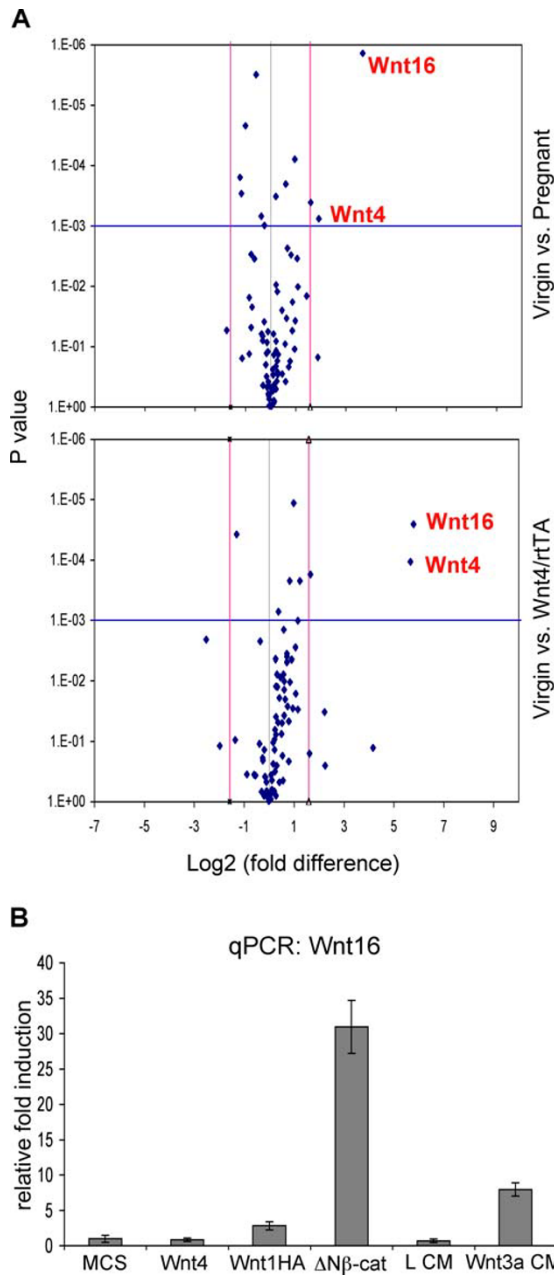 A
1.E-06
1.E-05
1.E-04
1.E-03
1.E-02
1.E-01
1.E+00
Wnt16
Wnt4
Virgin vs. Pregnant
P value
1.E-06
1.E-05
1.E-04
1.E-03
1.E-02
1.E-01
1.E+00
Wnt16
Wnt4
Virgin vs. Wnt4/rtTA
-7 -5 -3 -1 1 3 5 7 9
Log2 (fold difference)
B
qPCR: Wnt16
relative fold induction
40
35
30
25
20
15
10
5
0
MCS Wnt4 Wnt1HA ΔNβ-cat L CM Wnt3a CM